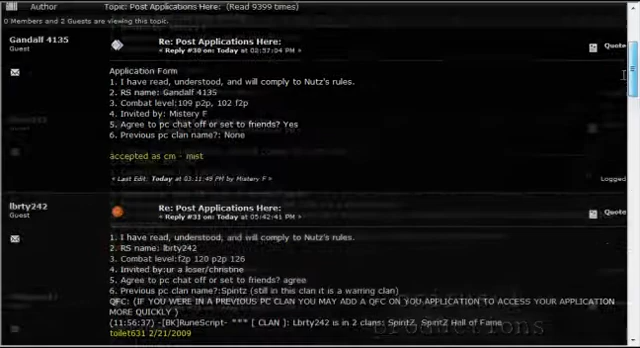 Author Topic: Post Applications Here: (Read 9399 times)
0 Members and 2 Guests are viewing this topic.
Gandalf 4135
Guest
Re: Post Applications Here:
« Reply #30 on: Today at 02:57:04 PM »
Quote
Application Form
1. I have read, understood, and will comply to Nutz's rules.
2. RS name: Gandalf 4135
3. Combat level:109 p2p, 102 f2p
4. Invited by: Mistery F
5. Agree to pc chat off or set to friends? Yes
6. Previous pc clan name?: None
accepted as cm - mist
« Last Edit: Today at 03:11:49 PM by Mistery F »
Logged
lbrty242
Guest
Re: Post Applications Here:
« Reply #31 on: Today at 05:42:41 PM »
Quote
1. I have read, understood, and will comply to Nutz's rules.
2. RS name: lbrty242
3. Combat level:f2p 120 p2p 126
4. Invited by:ur a loser/christine
5. Agree to pc chat off or set to friends? agree
6. Previous pc clan name?:Spiritz (still in this clan it is a warring clan)
QFC: (IF YOU WERE IN A PREVIOUS PC CLAN YOU MAY ADD A QFC ON YOU APPLICATION TO ACCESS YOUR APPLICATION
MORE QUICKLY )
(11:56:37) -[BK]RuneScript- *** [ CLAN ]: Lbrty242 is in 2 clans: SpiritZ, SpiritZ Hall of Fame
toilet631 2/21/2009
productions